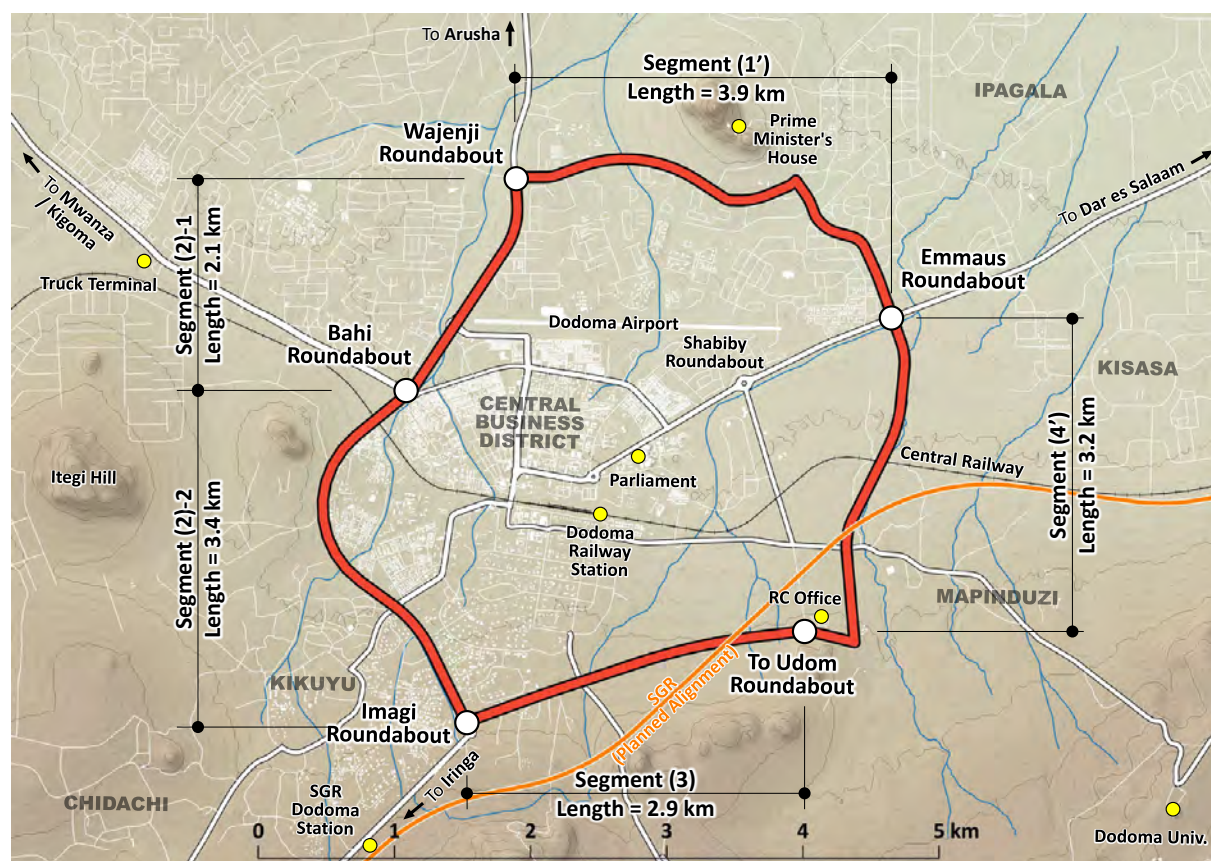 To Arusha
Segment (1')
Length = 3.9 km
IPAGALA
Prime
Minister's
House
Wajenji
Roundabout
To Mwanza
/ Kigoma
To Dar es Salaam
Truck Terminal
Segment (2)-1
Length = 2.1 km
Emmaus
Roundabout
Bahi
Roundabout
Dodoma Airport
Shabiby
Roundabout
KISASA
CENTRAL
BUSINESS
DISTRICT
Itegi Hill
Parliament
Central Railway
Segment (4')
Length = 3.2 km
Segment (2)-2
Length = 3.4 km
Dodoma
Railway
Station
RC Office
MAPINDUZI
To Udom
Roundabout
KIKUYU
Imagi
Roundabout
SGR
(Planned Alignment)
To Iringa
Segment (3)
Length = 2.9 km
CHIDACHI
SGR
Dodoma
Station
0 1 2 3 4 5 km
Dodoma Univ.